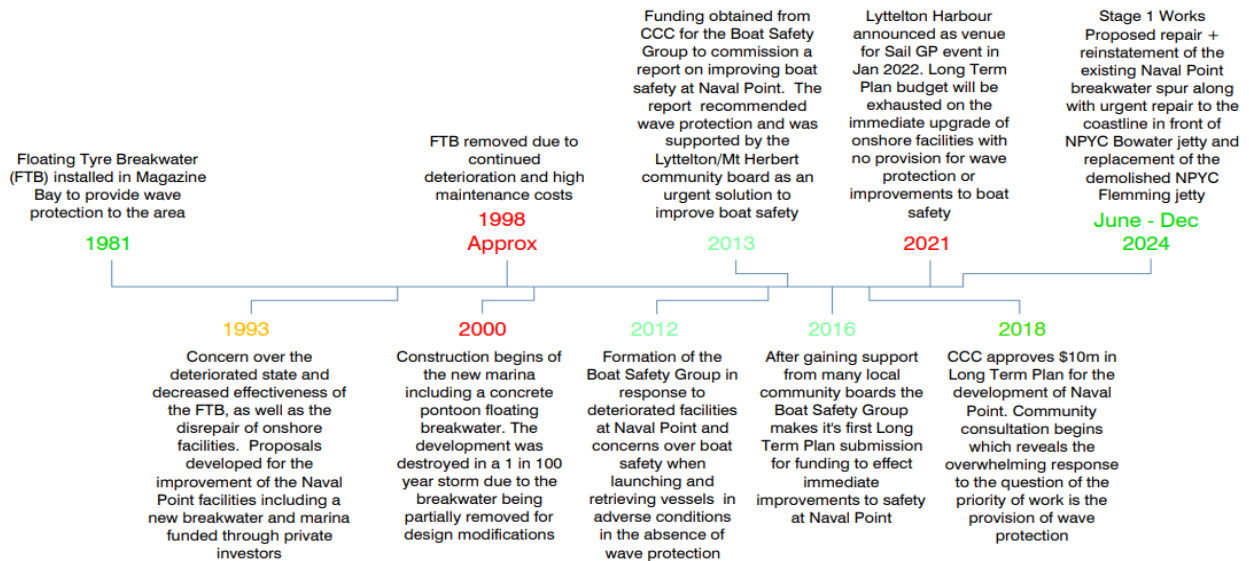 Floating Tyre Breakwater
(FTB) installed in Magazine
Bay to provide wave
protection to the area
1981
FTB removed due to
continued
deterioration and high
maintenance costs
1998
Approx
Funding obtained from
CCC for the Boat Safety
Group to commission a
report on improving boat
safety at Naval Point.  The
report  recommended
wave protection and was
supported by the
Lyttelton/Mt Herbert
community board as an
urgent solution to
improve boat safety
2013
Lyttelton Harbour
announced as venue
for Sail GP event in
Jan 2022. Long Term
Plan budget will be
exhausted on the
immediate upgrade of
onshore facilities with
no provision for wave
protection or
improvements to boat
safety
2021
Stage 1 Works
Proposed repair +
reinstatement of the
existing Naval Point
breakwater spur along
with urgent repair to the
coastline in front of
NPYC Bowater jetty and
replacement of the
demolished NPYC
Flemming jetty
June - Dec
2024
1993
Concern over the
deteriorated state and
decreased effectiveness of
the FTB, as well as the
disrepair of onshore
facilities.  Proposals
developed for the
improvement of the Naval
Point facilities including a
new breakwater and marina
funded through private
investors
2000
Construction begins of
the new marina
including a concrete
pontoon floating
breakwater. The
development was
destroyed in a 1 in 100
year storm due to the
breakwater being
partially removed for
design modifications
2012
Formation of the
Boat Safety Group in
response to
deteriorated facilities
at Naval Point and
concerns over boat
safety when
launching and
retrieving vessels  in
adverse conditions
in the absence of
wave protection
2016
After gaining support
from many local
community boards the
Boat Safety Group
makes it's first Long
Term Plan submission
for funding to effect
immediate
improvements to safety
at Naval Point
2018
CCC approves $10m in
Long Term Plan for the
development of Naval
Point. Community
consultation begins
which reveals the
overwhelming response
to the question of the
priority of work is the
provision of wave
protection